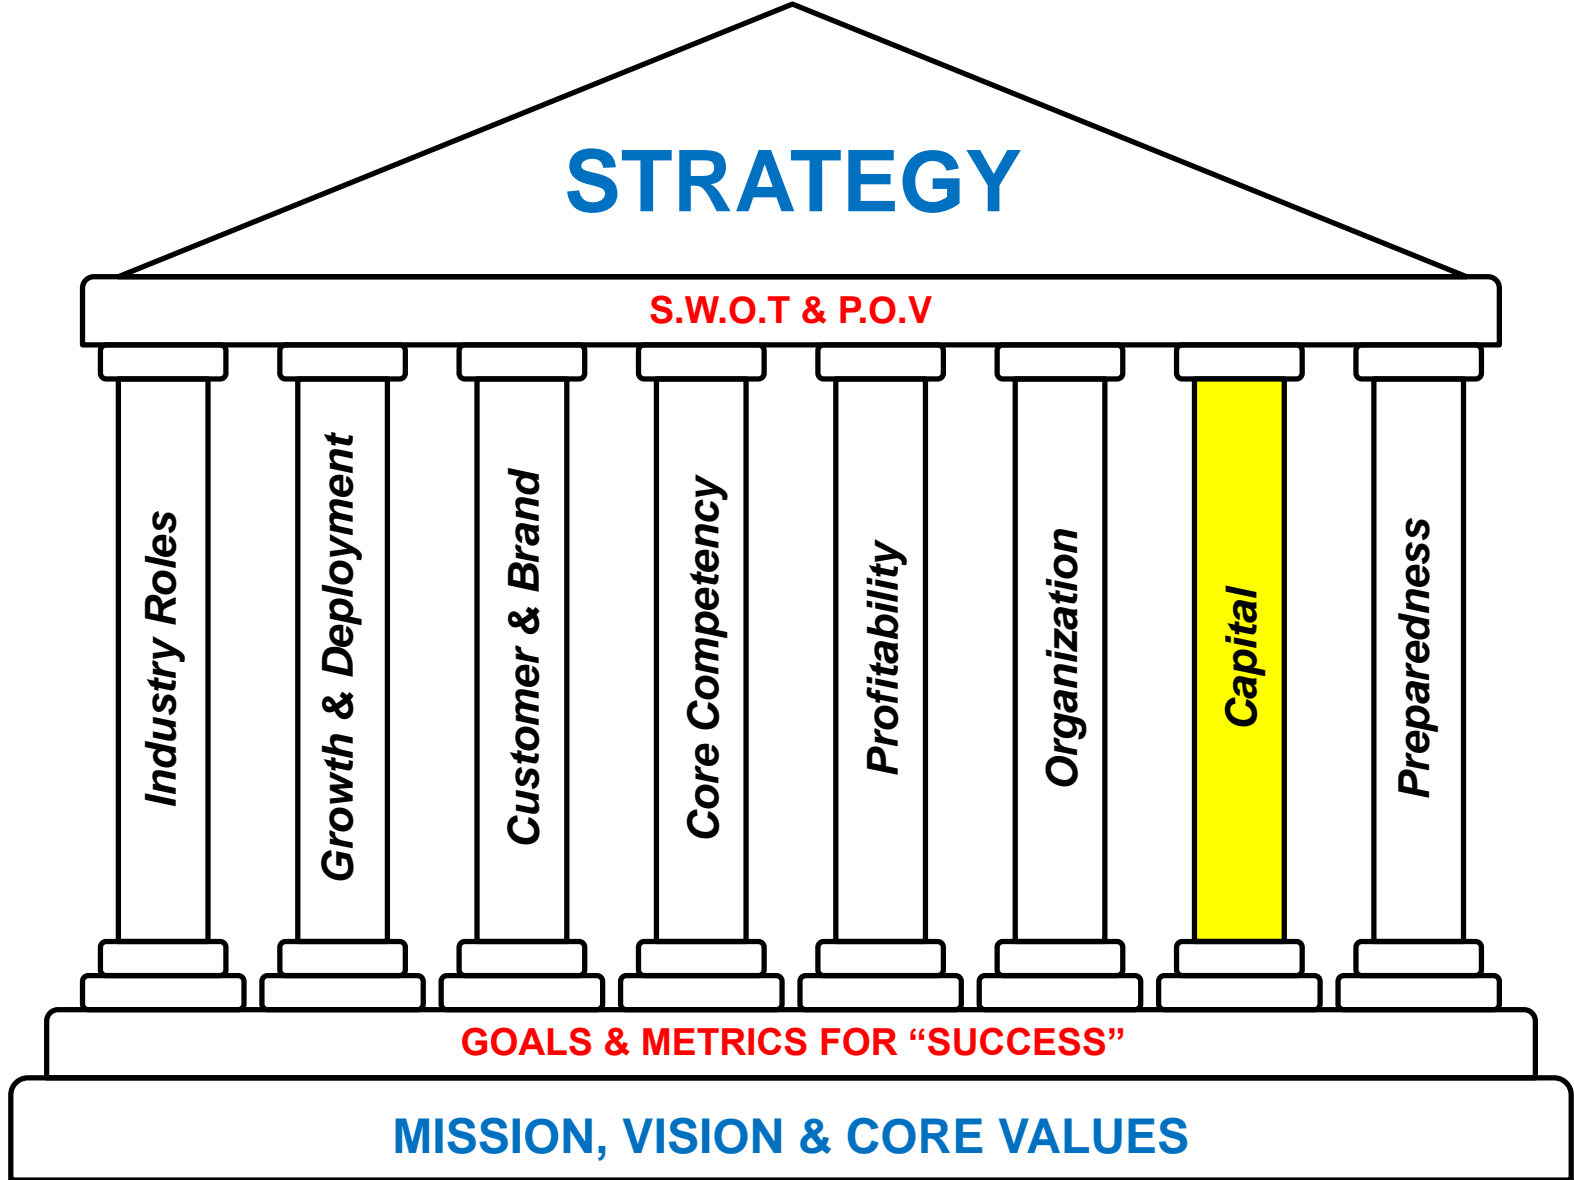 STRATEGY
S.W.O.T & P.O.V
Industry Roles
Growth & Deployment
Customer & Brand
Core Competency
Profitability
Organization
Capital
Preparedness
GOALS & METRICS FOR “SUCCESS”
MISSION, VISION & CORE VALUES